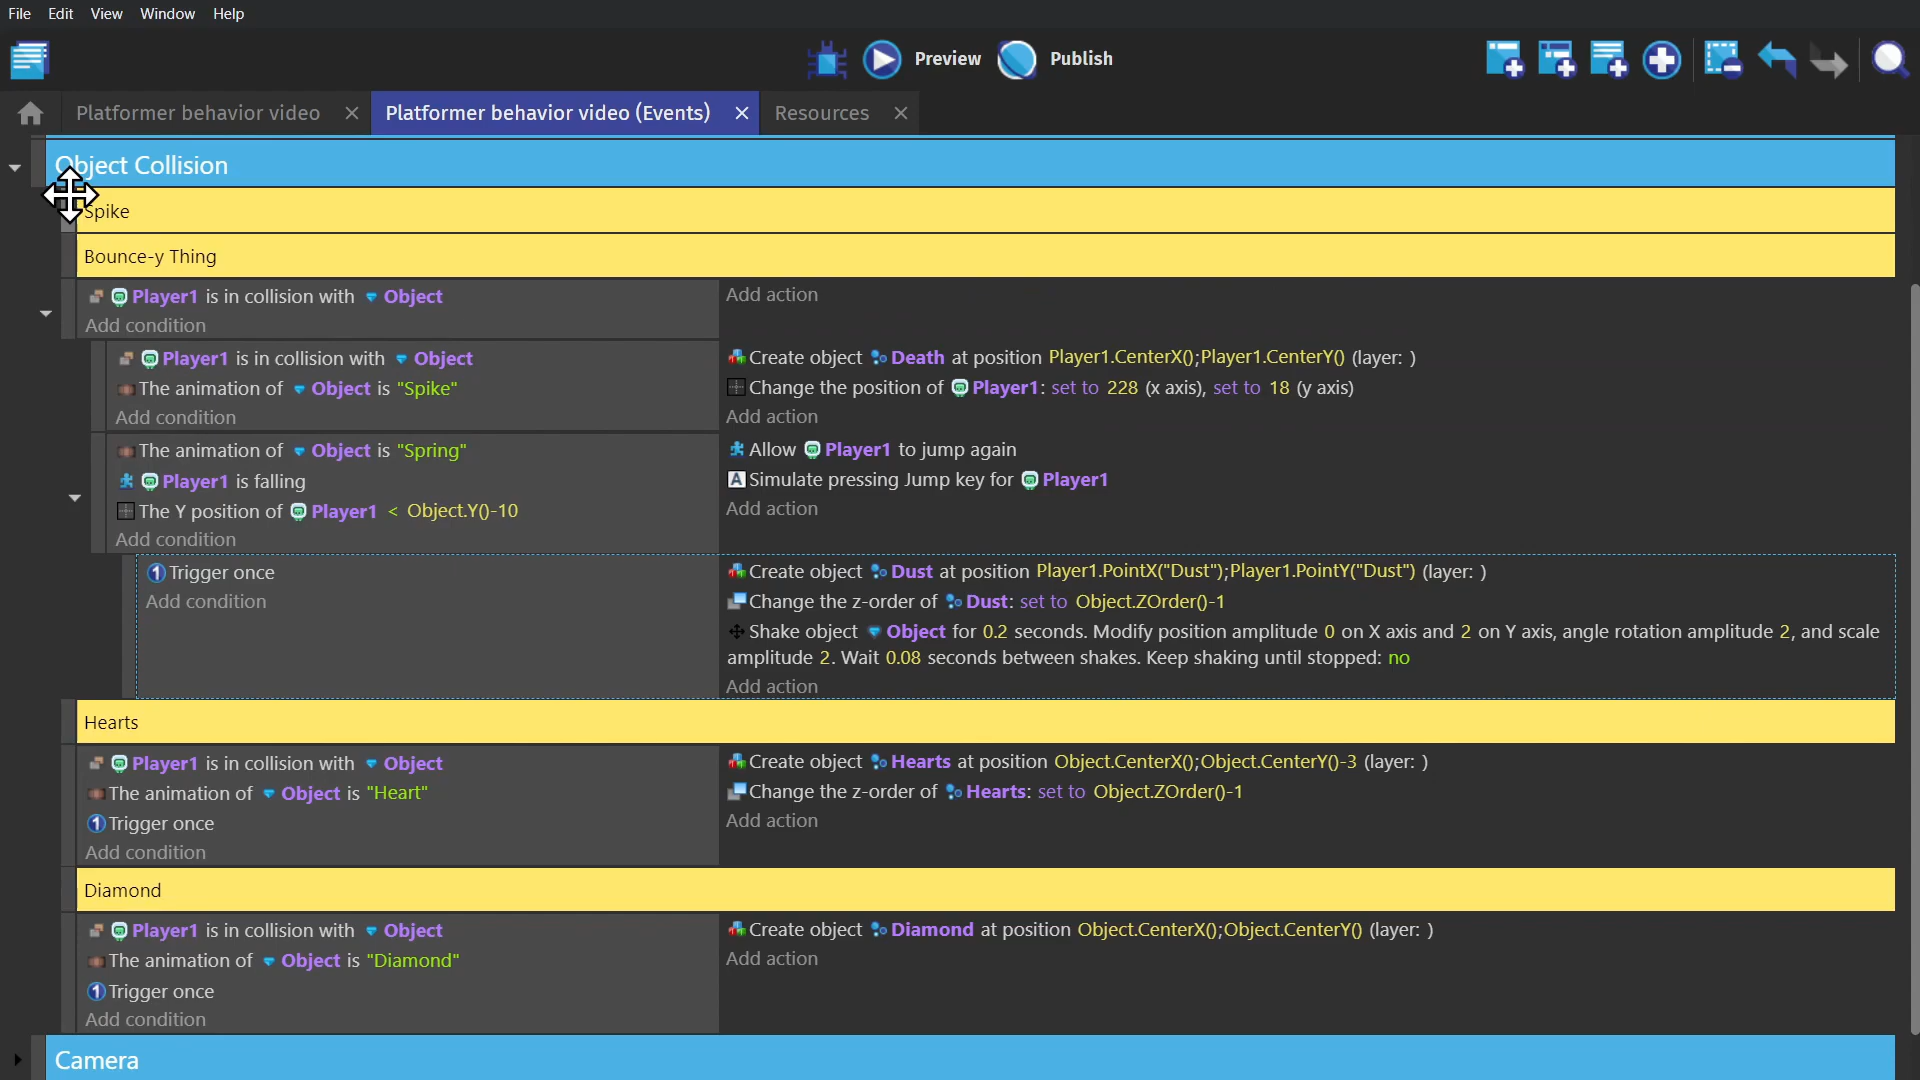 File Edit View Window Help
Preview Publish
Platformer behavior video Platformer behavior video (Events) Resources
Object Collision
Spike
Bounce-y Thing
Player1 is in collision with Object Add action
Add condition
Player1 is in collision with Object Create object Death at position Player1.CenterX();Player1.CenterY() (layer: )
The animation of Object is "Spike" Change the position of Player1: set to 228 (x axis), set to 18 (y axis)
Add condition Add action
The animation of Object is "Spring" Allow Player1 to jump again
Player1 is falling Simulate pressing Jump key for Player1
The Y position of Player1 < Object.Y()-10 Add action
Add condition
Trigger once Create object Dust at position Player1.PointX("Dust");Player1.PointY("Dust") (layer: )
Add condition Change the z-order of Dust: set to Object.ZOrder()-1
Shake object Object for 0.2 seconds. Modify position amplitude 0 on X axis and 2 on Y axis, angle rotation amplitude 2, and scale
amplitude 2. Wait 0.08 seconds between shakes. Keep shaking until stopped: no
Add action
Hearts
Player1 is in collision with Object Create object Hearts at position Object.CenterX();Object.CenterY()-3 (layer: )
The animation of Object is "Heart" Change the z-order of Hearts: set to Object.ZOrder()-1
Trigger once Add action
Add condition
Diamond
Player1 is in collision with Object Create object Diamond at position Object.CenterX();Object.CenterY() (layer: )
The animation of Object is "Diamond" Add action
Trigger once
Add condition
Camera